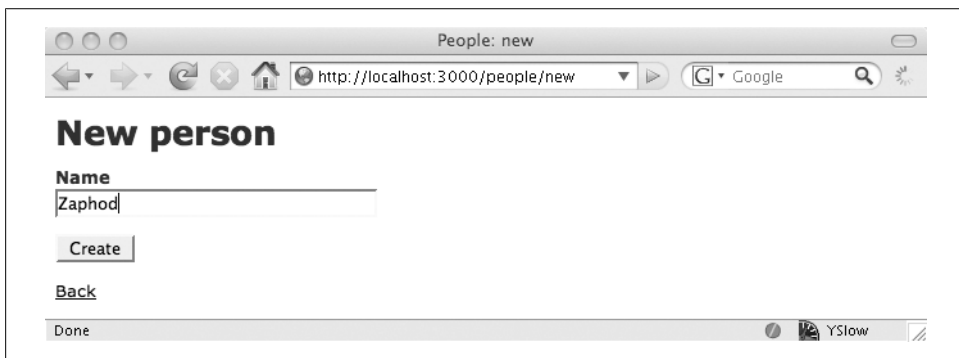 People: new
http://localhost:3000/people/new
G Google
New person
Name
Zaphod
Create
Back
Done YSlow